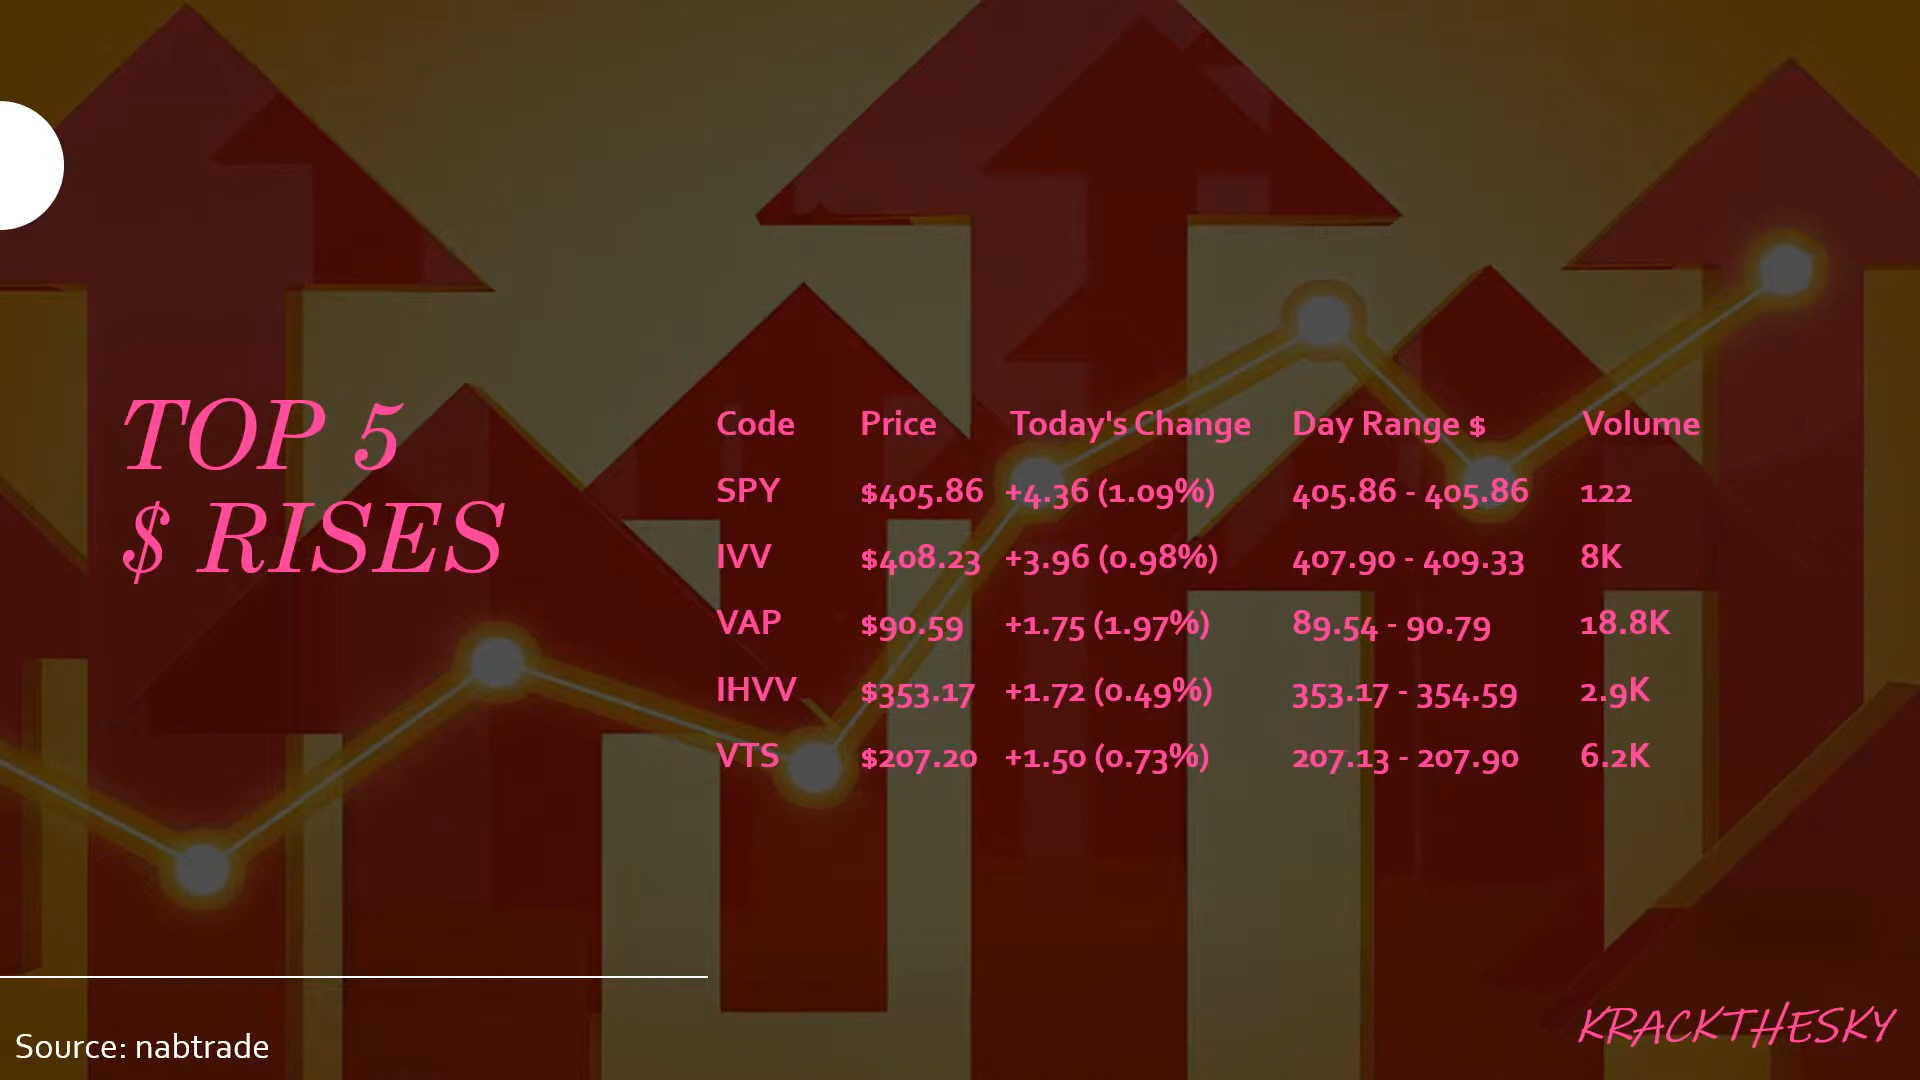 TOP 5
$ RISES
Code Price Today's Change Day Range $ Volume
SPY $405.86 +4.36 (1.09%) 405.86 - 405.86 122
IVV $408.23 +3.96 (0.98%) 407.90 - 409.33 8K
VAP $90.59 +1.75 (1.97%) 89.54 - 90.79 18.8K
IHVV $353.17 +1.72 (0.49%) 353.17 - 354.59 2.9K
VTS $207.20 +1.50 (0.73%) 207.13 - 207.90 6.2K
Source: nabtrade
KRACKTHESKY